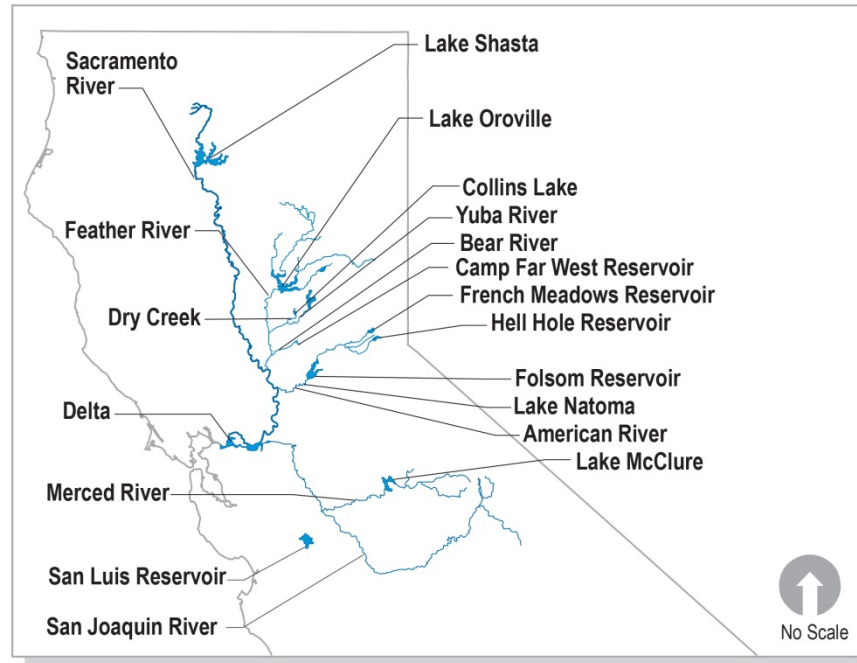 Lake Shasta
Sacramento
River
Lake Oroville
Collins Lake
Yuba River
Feather River
Bear River
Camp Far West Reservoir
French Meadows Reservoir
Dry Creek
Hell Hole Reservoir
Folsom Reservoir
Lake Natoma
Delta
American River
Lake McClure
Merced River
San Luis Reservoir
San Joaquin River
No Scale